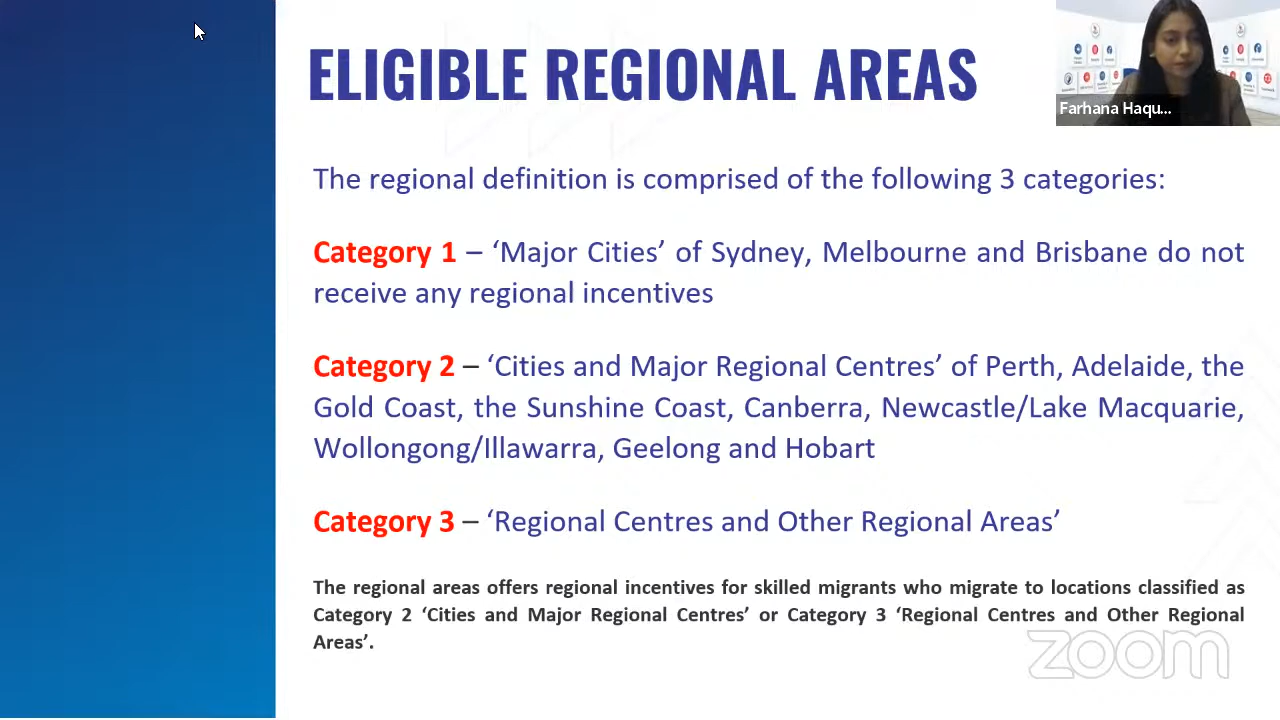 ELIGIBLE REGIONAL AREAS
Farhana Haqu...
The regional definition is comprised of the following 3 categories:
Category 1 – ‘Major Cities’ of Sydney, Melbourne and Brisbane do not
receive any regional incentives
Category 2 – ‘Cities and Major Regional Centres’ of Perth, Adelaide, the
Gold Coast, the Sunshine Coast, Canberra, Newcastle/Lake Macquarie,
Wollongong/Illawarra, Geelong and Hobart
Category 3 – ‘Regional Centres and Other Regional Areas’
The regional areas offers regional incentives for skilled migrants who migrate to locations classified as
Category 2 ‘Cities and Major Regional Centres’ or Category 3 ‘Regional Centres and Other Regional
Areas’.
zoom